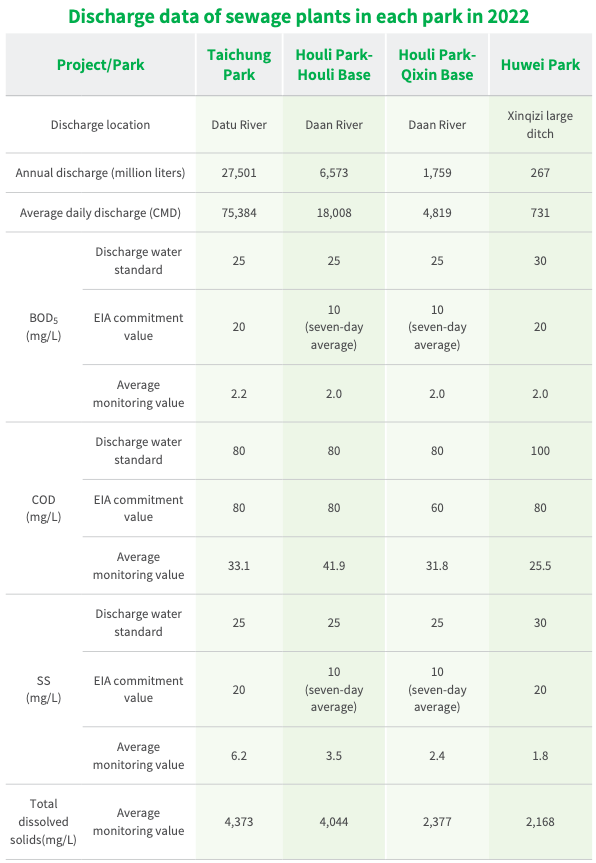 Discharge data of sewage plants in each park in 2022
Project/Park
Taichung
Park
Houli Park-
Houli Base
Houli Park-
Qixin Base
Huwei Park
Discharge location
Datu River
Daan River
Daan River
Xinqizi large
ditch
Annual discharge (million liters)
27,501
6,573
1,759
267
Average daily discharge (CMD)
75,384
18,008
4,819
731
BOD5
(mg/L)
Discharge water
standard
25
25
25
30
EIA commitment
value
20
10
(seven-day
average)
10
(seven-day
average)
20
Average
monitoring value
2.2
2.0
2.0
2.0
COD
(mg/L)
Discharge water
standard
80
80
80
100
EIA commitment
value
80
80
60
80
Average
monitoring value
33.1
41.9
31.8
25.5
SS
(mg/L)
Discharge water
standard
25
25
25
30
EIA commitment
value
20
10
(seven-day
average)
10
(seven-day
average)
20
Average
monitoring value
6.2
3.5
2.4
1.8
Total
dissolved
solids(mg/L)
Average
monitoring value
4,373
4,044
2,377
2,168